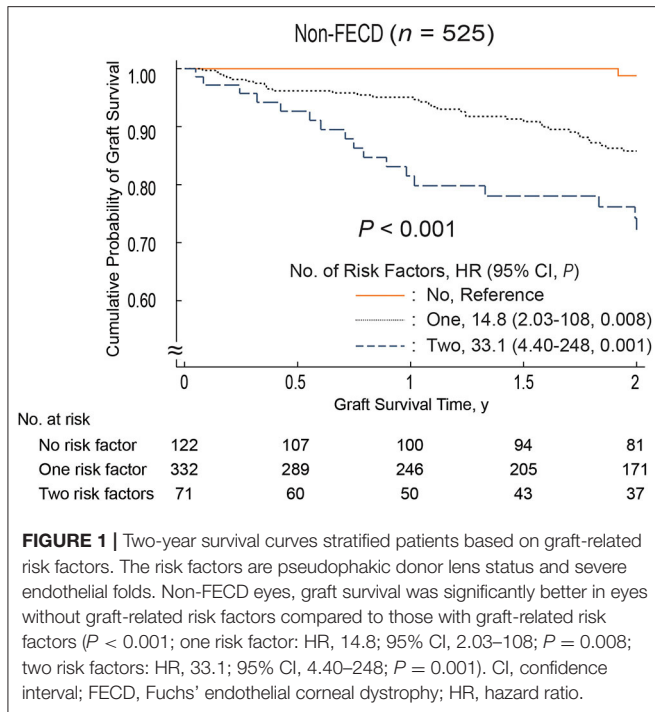 Non-FECD (n = 525)
Cumulative Probability of Graft Survival
1.00
0.90
0.80
0.70
0.60
≈
P < 0.001
No. of Risk Factors, HR (95% CI, P)
: No, Reference
: One, 14.8 (2.03-108, 0.008)
: Two, 33.1 (4.40-248, 0.001)
0 0.5 1 1.5 2
Graft Survival Time, y
No. at risk
No risk factor 122 107 100 94 81
One risk factor 332 289 246 205 171
Two risk factors 71 60 50 43 37
FIGURE 1 | Two-year survival curves stratified patients based on graft-related
risk factors. The risk factors are pseudophakic donor lens status and severe
endothelial folds. Non-FECD eyes, graft survival was significantly better in eyes
without graft-related risk factors compared to those with graft-related risk
factors (P < 0.001; one risk factor: HR, 14.8; 95% CI, 2.03–108; P = 0.008;
two risk factors: HR, 33.1; 95% CI, 4.40–248; P = 0.001). CI, confidence
interval; FECD, Fuchs' endothelial corneal dystrophy; HR, hazard ratio.